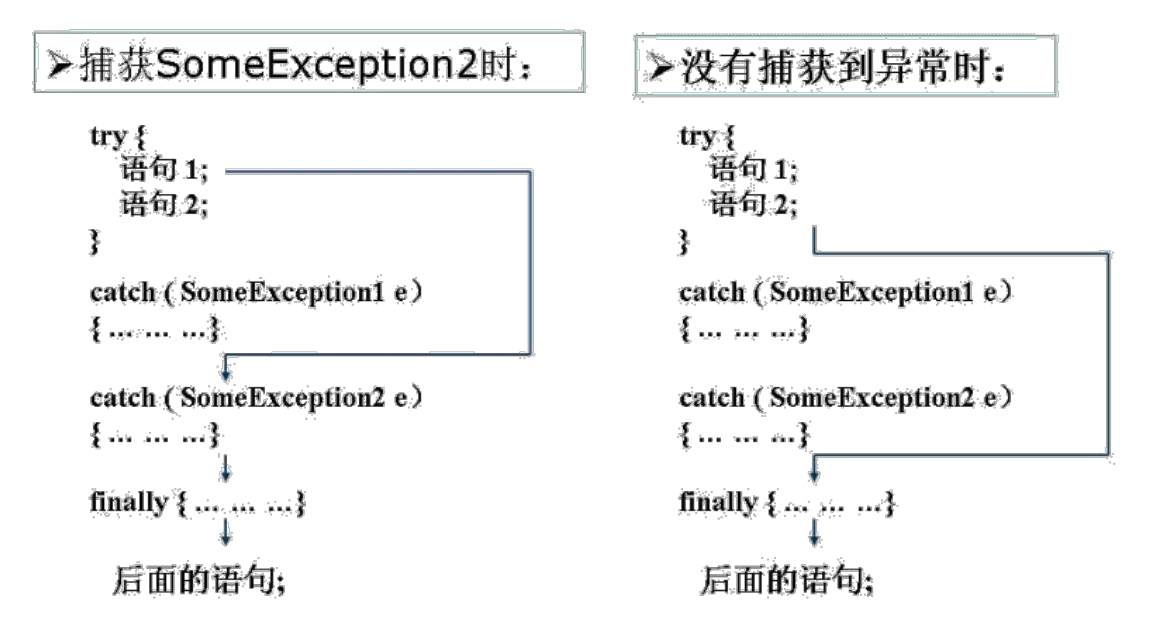 ➢捕获SomeException2时：
try {
语句 1;
语句 2;
}
catch ( SomeException1 e）
{ ... ... ...}
catch ( SomeException2 e）
{ ... ... ...}
finally { ... ... ...}
后面的语句;
➢没有捕获到异常时：
try {
语句 1;
语句 2;
}
catch ( SomeException1 e）
{ ... ... ...}
catch ( SomeException2 e）
{ ... ... ...}
finally { ... ... ...}
后面的语句;